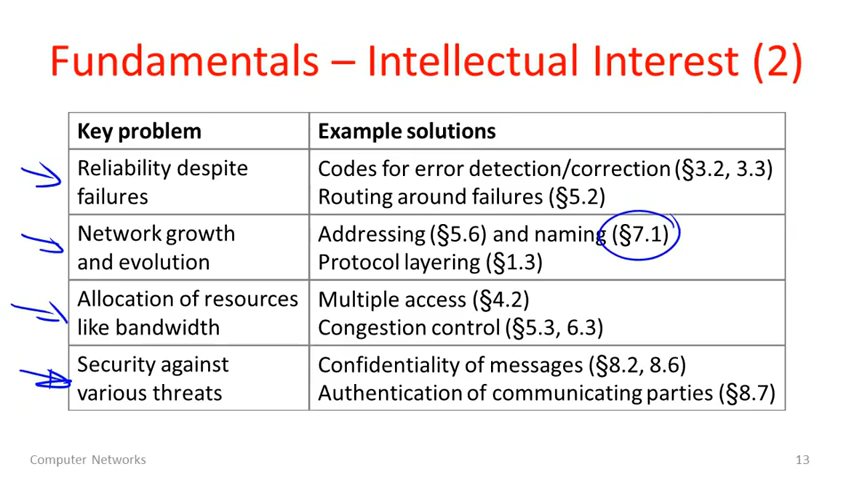 Fundamentals – Intellectual Interest (2)
Key problem
Example solutions
Reliability despite
failures
Codes for error detection/correction (§3.2, 3.3)
Routing around failures (§5.2)
Network growth
and evolution
Addressing (§5.6) and naming (§7.1)
Protocol layering (§1.3)
Allocation of resources
like bandwidth
Multiple access (§4.2)
Congestion control (§5.3, 6.3)
Security against
various threats
Confidentiality of messages (§8.2, 8.6)
Authentication of communicating parties (§8.7)
Computer Networks
13